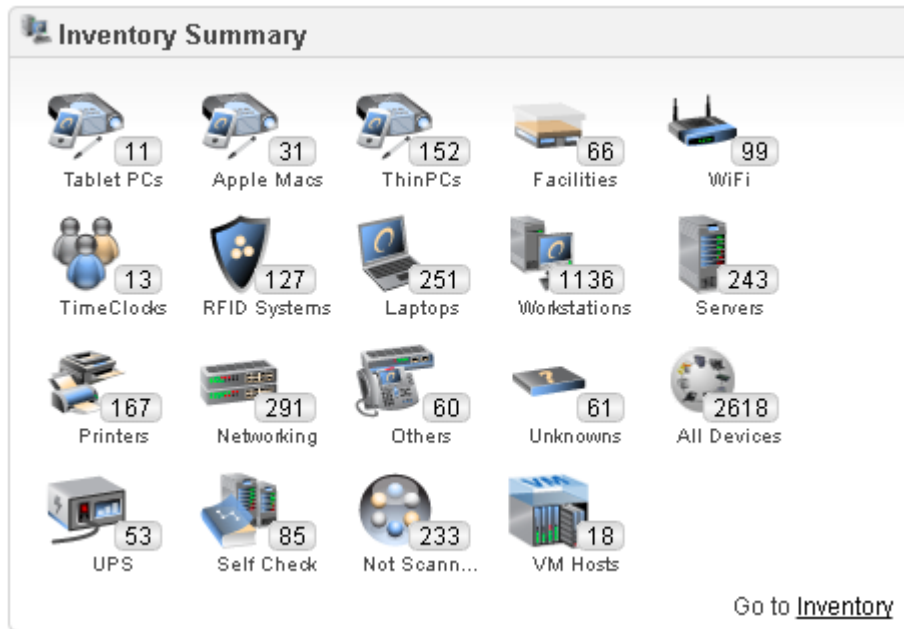 Inventory Summary
11 31 152 66 99
Tablet PCs Apple Macs ThinPCs Facilities WiFi
13 127 251 1136 243
TimeClocks RFID Systems Laptops Workstations Servers
167 291 60 61 2618
Printers Networking Others Unknowns All Devices
VM
53 85 233 18
UPS Self Check Not Scann... VM Hosts
Go to Inventory